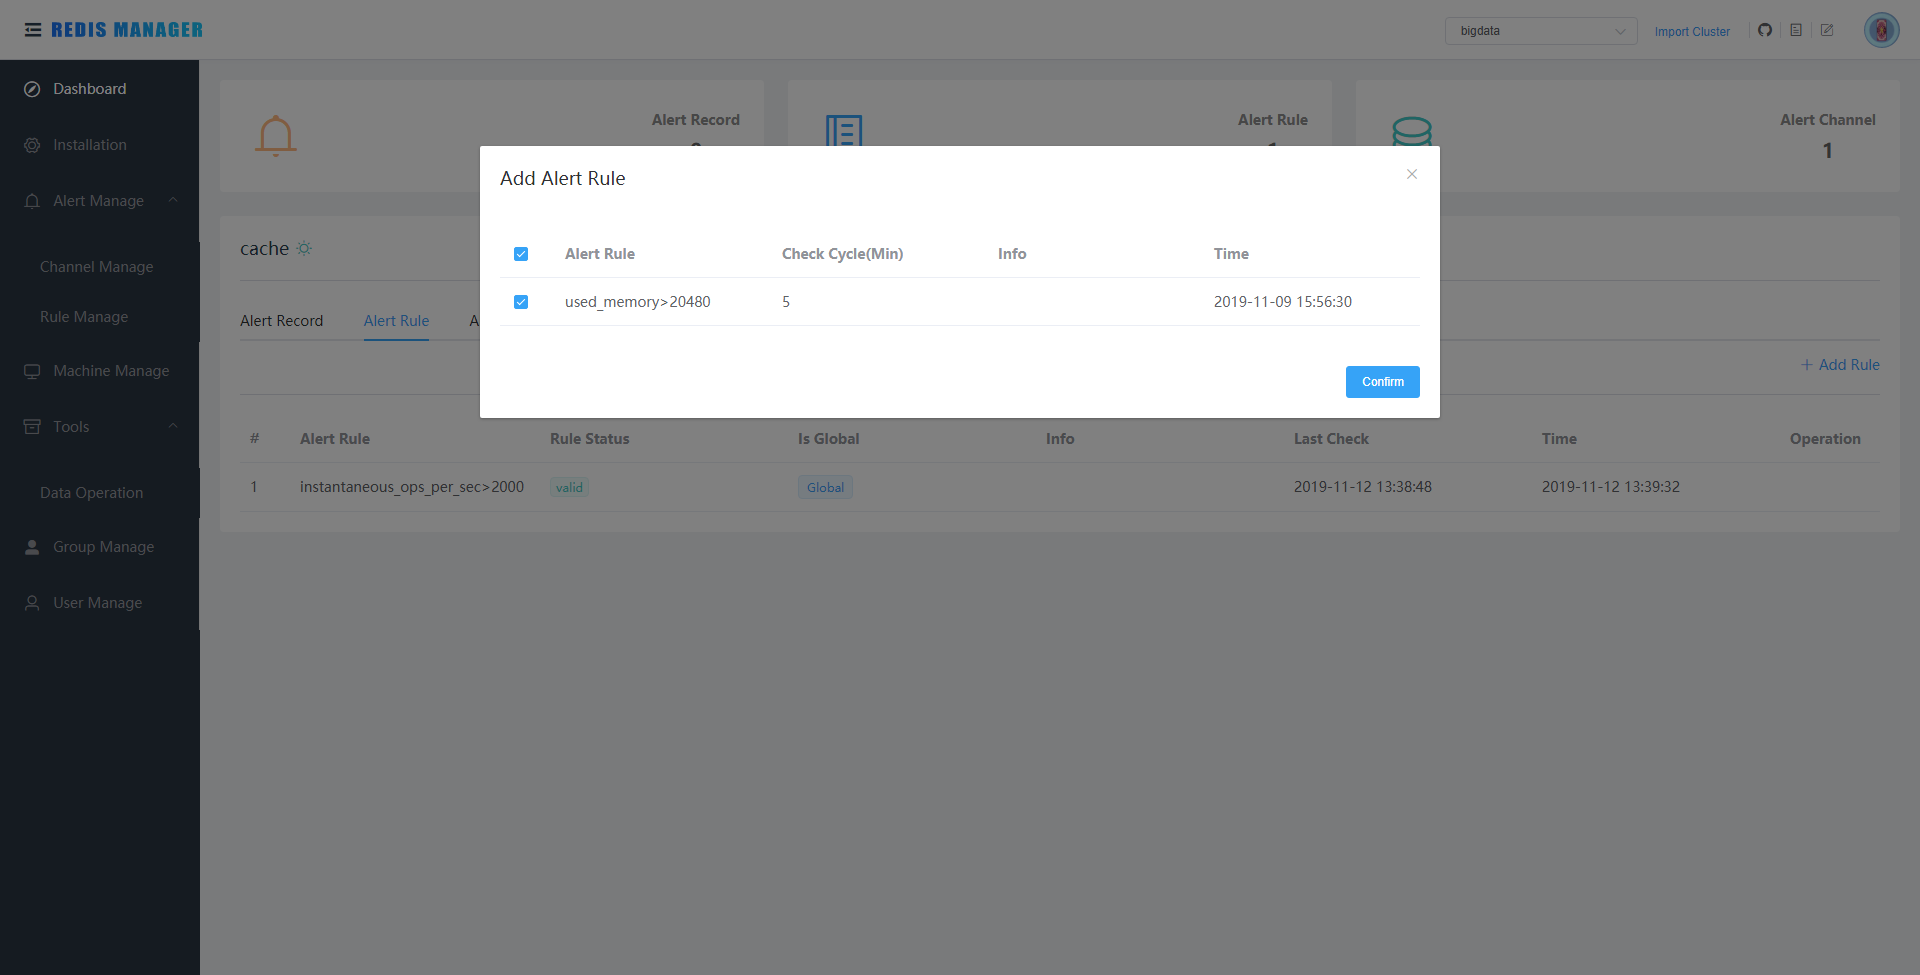 REDIS MANAGER
bigdata
Import Cluster
Dashboard
Installation
Alert Manage
Channel Manage
Rule Manage
Machine Manage
Tools
Data Operation
Group Manage
User Manage
Alert Record
Alert Rule
Alert Channel
1
cache
Alert Record Alert Rule A
+ Add Rule
# Alert Rule Rule Status Is Global Info Last Check Time Operation
1 instantaneous_ops_per_sec>2000 valid Global 2019-11-12 13:38:48 2019-11-12 13:39:32
Add Alert Rule
Alert Rule Check Cycle(Min) Info Time
used_memory>20480 5 2019-11-09 15:56:30
Confirm